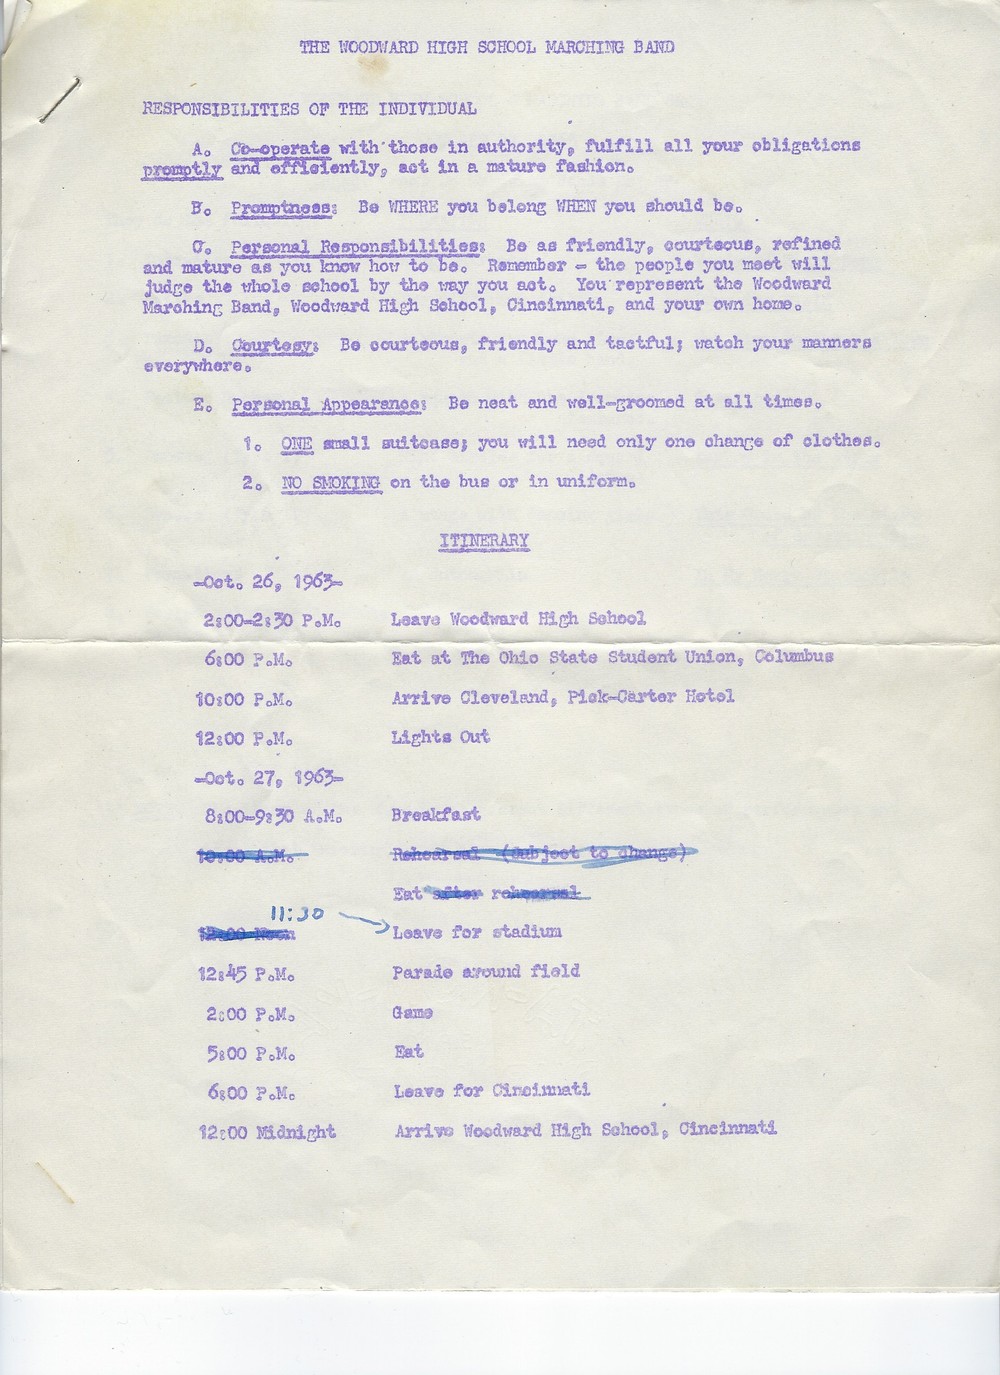 THE WOODWARD HIGH SCHOOL MARCHING BAND
RESPONSIBILITIES OF THE INDIVIDUAL
A. Co-operate with those in authority, fulfill all your obligations
promptly and efficiently, act in a mature fashion.
B. Promptness: Be WHERE you belong WHEN you should be.
C. Personal Responsibilities: Be as friendly, courteous, refined
and mature as you know how to be. Remember - the people you meet will
judge the whole school by the way you act. You represent the Woodward
Marching Band, Woodward High School, Cincinnati, and your own home.
D. Courtesy: Be courteous, friendly and tactful; watch your manners
everywhere.
E. Personal Appearance: Be neat and well-groomed at all times.
1. ONE small suitcase; you will need only one change of clothes.
2. NO SMOKING on the bus or in uniform.
ITINERARY
-Oct. 26, 1963-
2:00-2:30 P.M. Leave Woodward High School
6:00 P.M. Eat at The Ohio State Student Union, Columbus
10:00 P.M. Arrive Cleveland, Pick-Carter Hotel
12:00 P.M. Lights Out
-Oct. 27, 1963-
8:00-9:30 A.M. Breakfast
10:00 A.M. Rehearsal (Subject to change)
Eat after rehearsal
11:30
12:00 Noon Leave for stadium
12:45 P.M. Parade around field
2:00 P.M. Game
5:00 P.M. Eat
6:00 P.M. Leave for Cincinnati
12:00 Midnight Arrive Woodward High School, Cincinnati